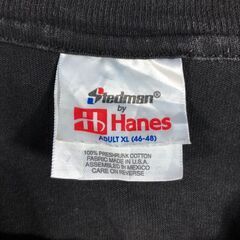 Stedman®
by
Hanes
ADULT XL (46-48)
100% PRESHRUNK COTTON
FABRIC MADE IN U.S.A.
ASSEMBLED IN MEXICO
CARE ON REVERSE